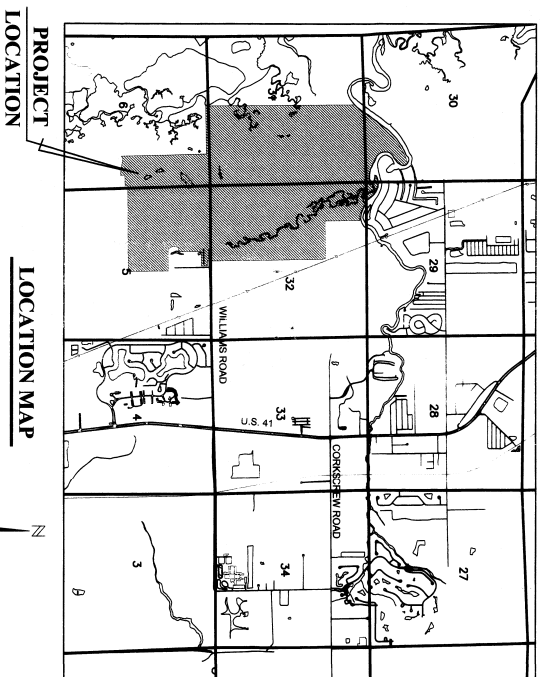 PROJECT
LOCATION
LOCATION MAP
N
30
29
28
27
31
32
33
34
6
5
4
3
WILLIAMS ROAD
U.S. 41
CORKSCREW ROAD